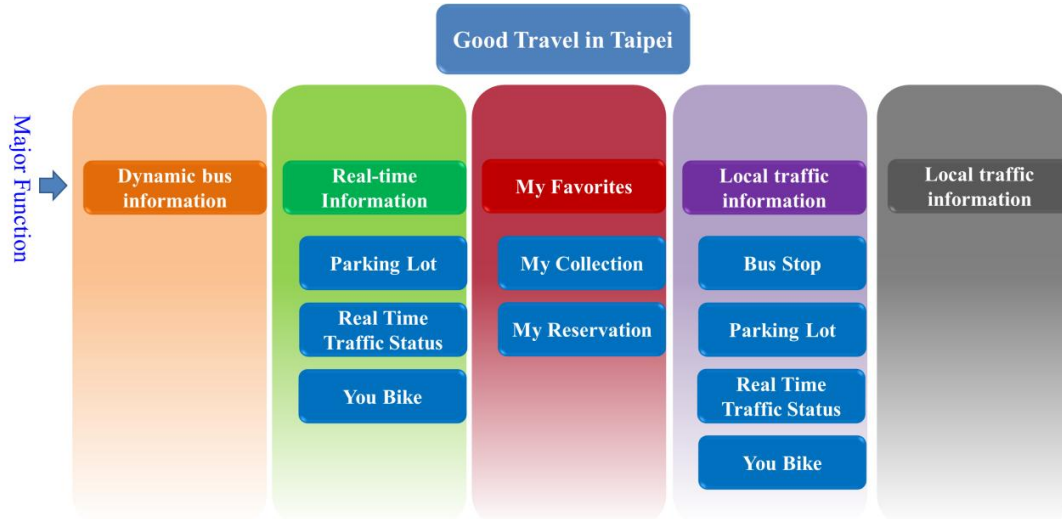 Good Travel in Taipei
Major Function
Dynamic bus
information
Real-time
Information
Parking Lot
Real Time
Traffic Status
You Bike
My Favorites
My Collection
My Reservation
Local traffic
information
Bus Stop
Parking Lot
Real Time
Traffic Status
You Bike
Local traffic
information